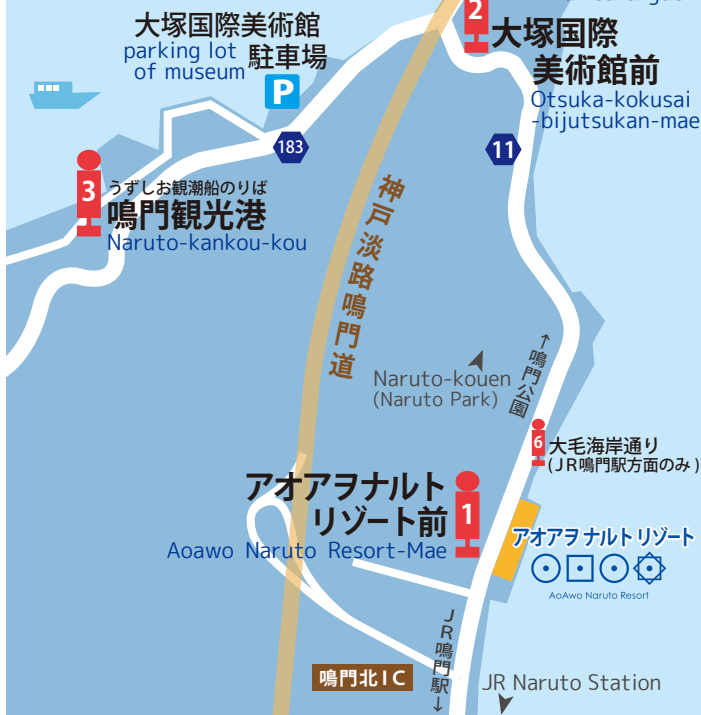 2
大塚国際美術館
駐車場
parking lot
of museum
P
大塚国際
美術館前
Otsuka-kokusai
-bijutsukan-mae
183
11
3
うずしお観潮船のりば
鳴門観光港
Naruto-kankou-kou
神戸淡路鳴門道
↑鳴門公園
Naruto-kouen
(Naruto Park)
6
大毛海岸通り
(JR鳴門駅方面のみ)
アオアヲナルト
リゾート前
1
Aoawo Naruto Resort-Mae
アオアヲ ナルト リゾート
AoAwo Naruto Resort
JR鳴門駅↓
鳴門北IC
JR Naruto Station